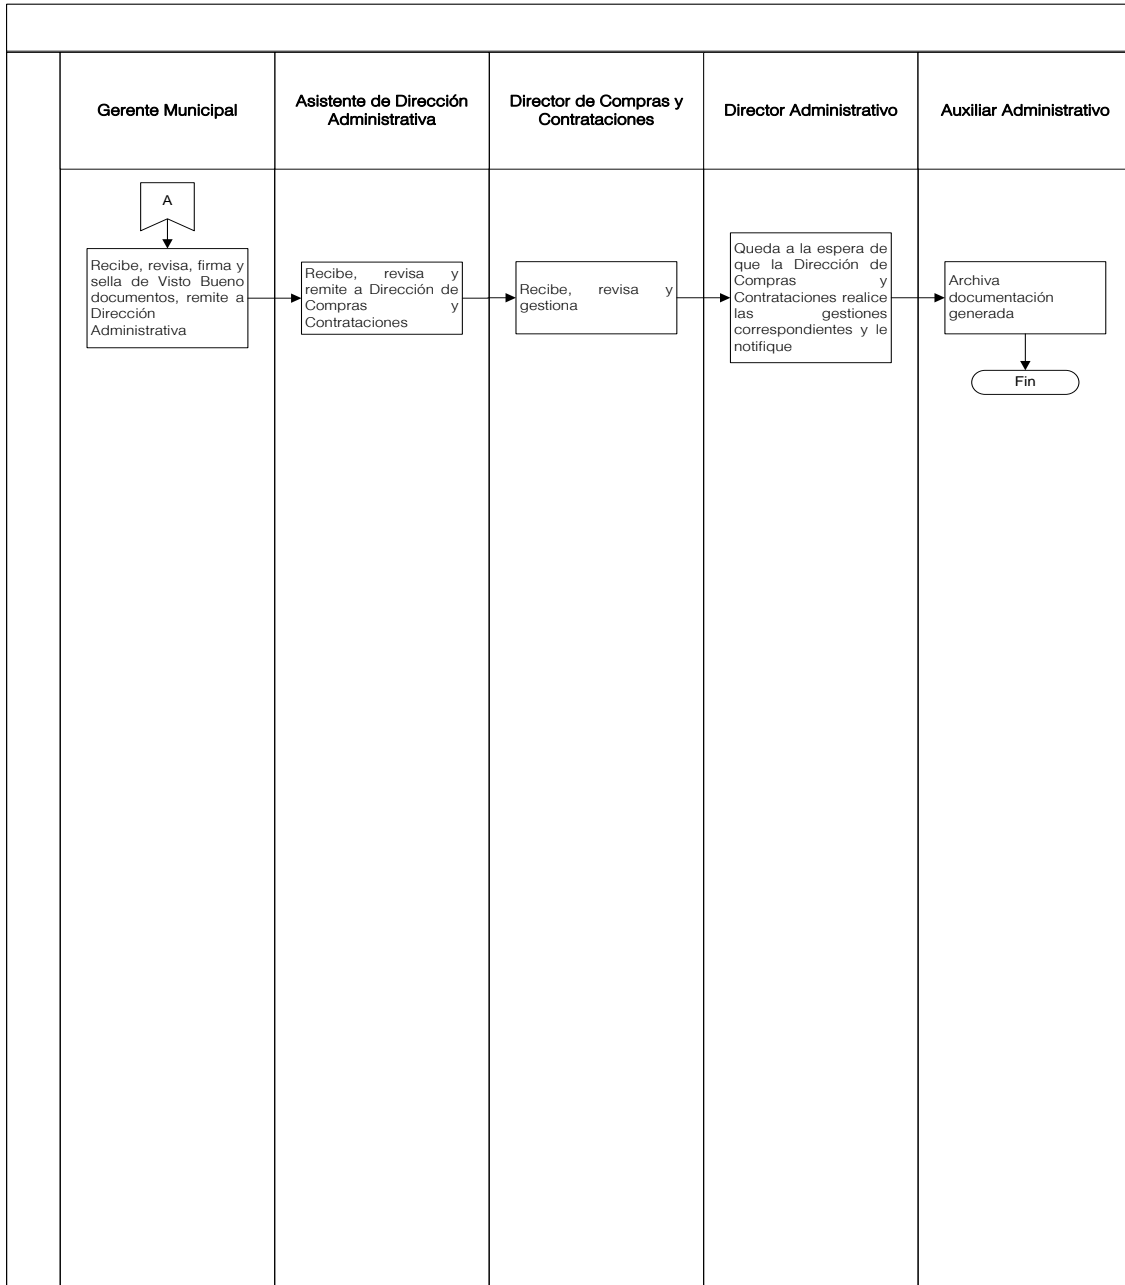 Gerente Municipal
Asistente de Dirección
Administrativa
Director de Compras y
Contrataciones
Director Administrativo
Auxiliar Administrativo
A
Recibe, revisa, firma y
sella de Visto Bueno
documentos, remite a
Dirección
Administrativa
Recibe, revisa y
remite a Dirección de
Compras y
Contrataciones
Recibe, revisa y
gestiona
Queda a la espera de
que la Dirección de
Compras y
Contrataciones realice
las gestiones
correspondientes y le
notifique
Archiva
documentación
generada
Fin